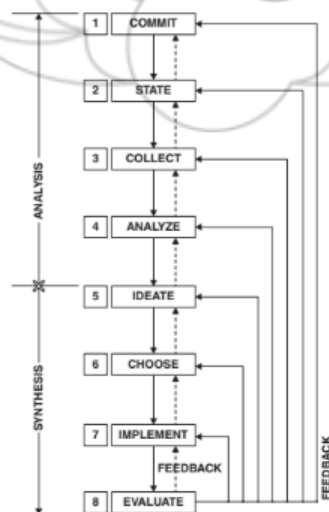 1 COMMIT
2 STATE
3 COLLECT
ANALYSIS
4 ANALYZE
5 IDEATE
6 CHOOSE
SYNTHESIS
7 IMPLEMENT
FEEDBACK
FEEDBACK
8 EVALUATE